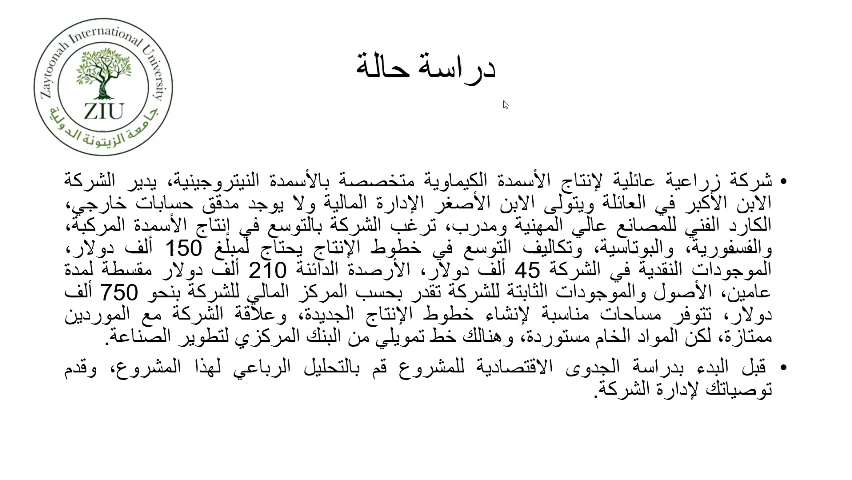 Zaytoonah International University
ZIU
جامعة الزيتونة الدولية
دراسة حالة
• شركة زراعية عائلية لإنتاج الأسمدة الكيماوية متخصصة بالأسمدة النيتروجينية، يدير الشركة
الابن الأكبر في العائلة ويتولى الابن الأصغر الإدارة المالية ولا يوجد مدقق حسابات خارجي،
الكارد الفني للمصانع عالي المهنية ومدرب، ترغب الشركة بالتوسع في إنتاج الأسمدة المركبة،
والفسفورية، والبوتاسية، وتكاليف التوسع في خطوط الإنتاج يحتاج لمبلغ 150 ألف دولار،
الموجودات النقدية في الشركة 45 ألف دولار، الأرصدة الدائنة 210 ألف دولار مقسطة لمدة
عامين، الأصول والموجودات الثابتة للشركة تقدر بحسب المركز المالي للشركة بنحو 750 ألف
دولار، تتوفر مساحات مناسبة لإنشاء خطوط الإنتاج الجديدة، وعلاقة الشركة مع الموردين
ممتازة، لكن المواد الخام مستوردة، وهنالك خط تمويلي من البنك المركزي لتطوير الصناعة.
• قبل البدء بدراسة الجدوى الاقتصادية للمشروع قم بالتحليل الرباعي لهذا المشروع، وقدم
توصياتك لإدارة الشركة.